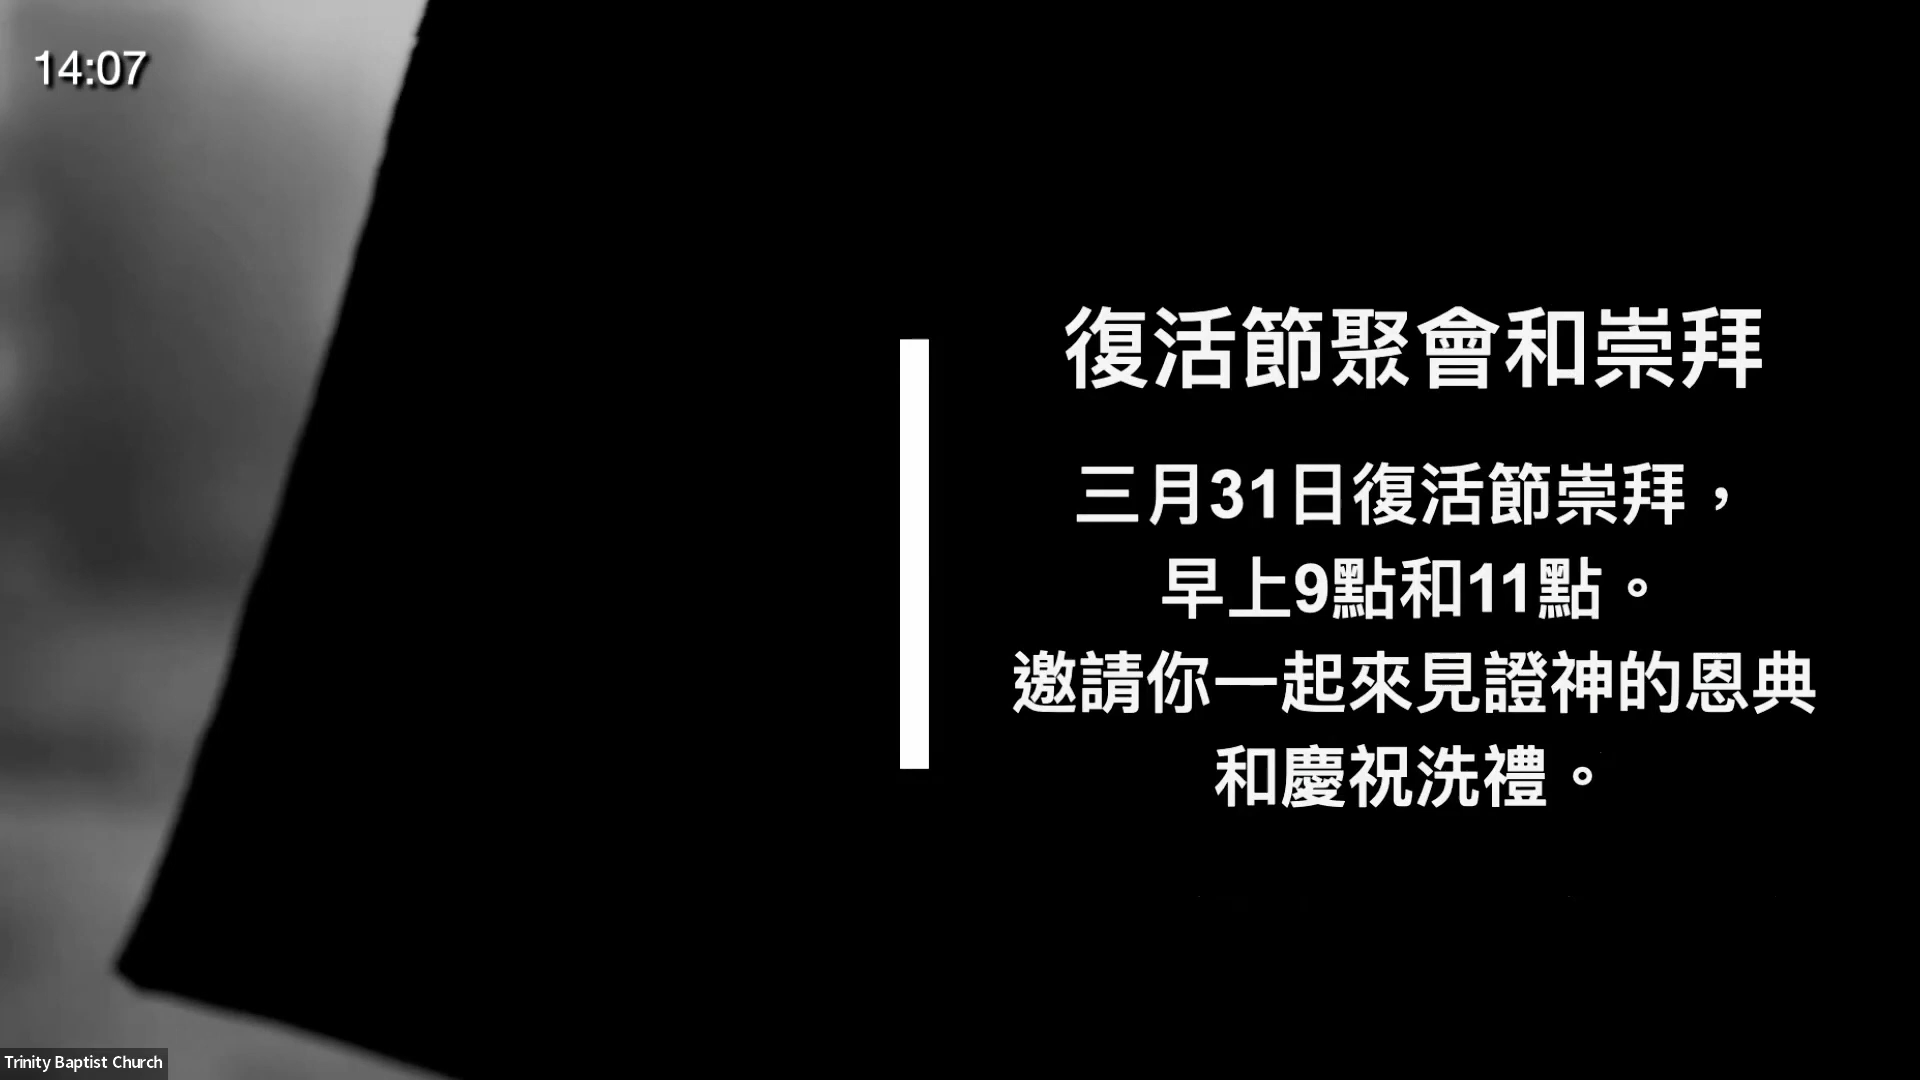 14:07
復活節聚會和崇拜
三月31日復活節崇拜，
早上9點和11點。
邀請你一起來見證神的恩典
和慶祝洗禮。
Trinity Baptist Church